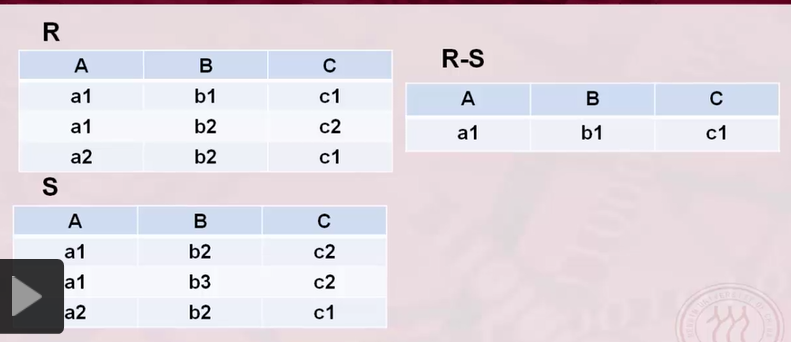 R
A B C
a1 b1 c1
a1 b2 c2
a2 b2 c1
S
A B C
a1 b2 c2
a1 b3 c2
a2 b2 c1
R-S
A B C
a1 b1 c1